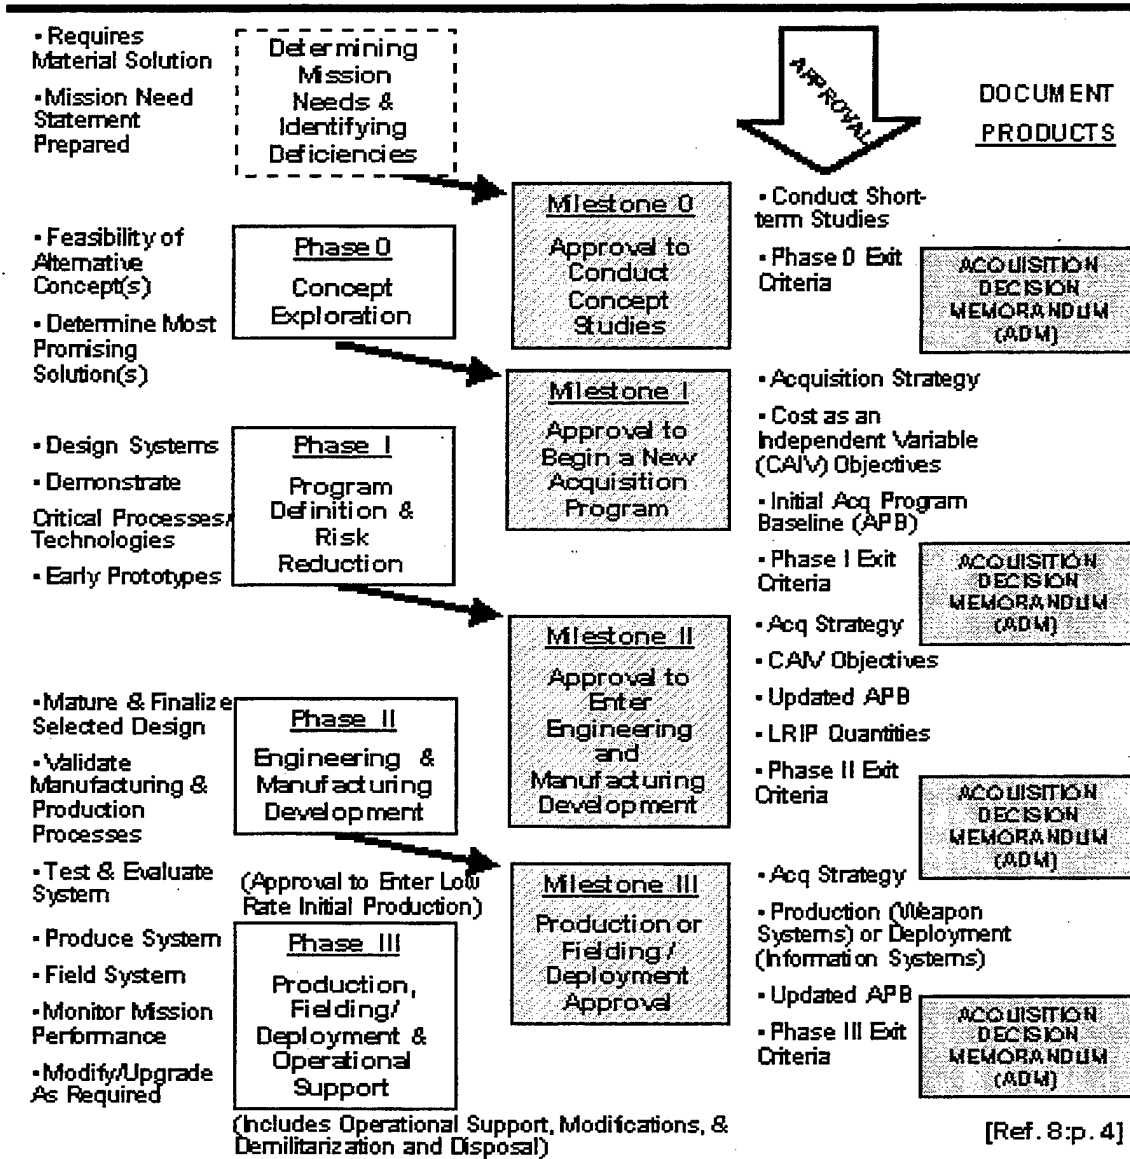 • Requires
Material Solution
• Mission Need
Statement
Prepared
Determining
Mission
Needs &
Identifying
Deficiencies
APPROVAL
DOCUMENT
PRODUCTS
• Feasibility of
Alternative
Concept(s)
• Determine Most
Promising
Solution(s)
Phase 0
Concept
Exploration
Milestone 0
Approval to
Conduct
Concept
Studies
• Conduct Short-
term Studies
• Phase 0 Exit
Criteria
ACQUISITION
DECISION
MEMORANDUM
(ADM)
• Design Systems
• Demonstrate
Critical Processes/
Technologies
• Early Prototypes
Phase I
Program
Definition &
Risk
Reduction
Milestone I
Approval to
Begin a New
Acquisition
Program
• Acquisition Strategy
• Cost as an
Independent Variable
(CAIV) Objectives
• Initial Acq Program
Baseline (APB)
• Phase I Exit
Criteria
ACQUISITION
DECISION
MEMORANDUM
(ADM)
• Mature & Finalize
Selected Design
• Validate
Manufacturing &
Production
Processes
• Test & Evaluate
System
Phase II
Engineering &
Manufacturing
Development
(Approval to Enter Low
Rate Initial Production)
Milestone II
Approval to
Enter
Engineering
and
Manufacturing
Development
• Acq Strategy
• CAIV Objectives
• Updated APB
• LRIP Quantities
• Phase II Exit
Criteria
ACQUISITION
DECISION
MEMORANDUM
(ADM)
• Produce System
• Field System
• Monitor Mission
Performance
• Modify/Upgrade
As Required
Phase III
Production,
Fielding/
Deployment &
Operational
Support
(Includes Operational Support, Modifications, &
Demilitarization and Disposal)
Milestone III
Production or
Fielding/
Deployment
Approval
• Acq Strategy
• Production (Weapon
Systems) or Deployment
(Information Systems)
• Updated APB
• Phase III Exit
Criteria
ACQUISITION
DECISION
MEMORANDUM
(ADM)
[Ref. 8:p. 4]